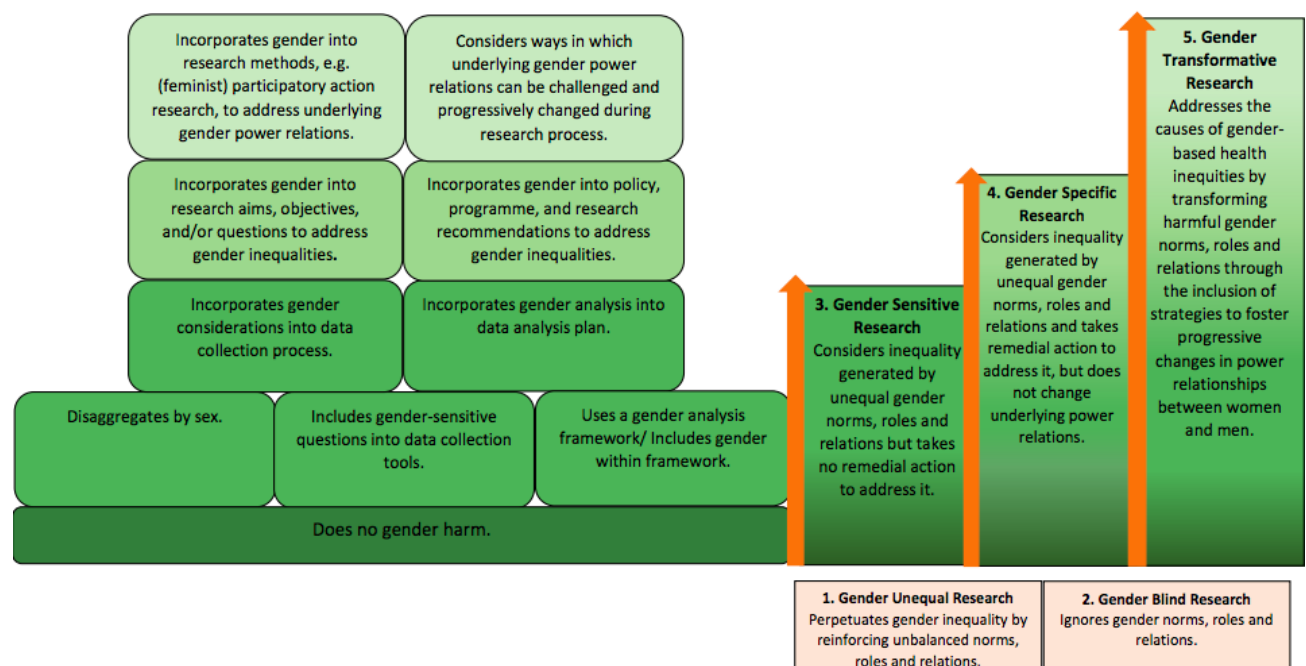 Incorporates gender into
research methods, e.g.
(feminist) participatory action
research, to address underlying
gender power relations.
Considers ways in which
underlying gender power
relations can be challenged and
progressively changed during
research process.
Incorporates gender into
research aims, objectives,
and/or questions to address
gender inequalities.
Incorporates gender into policy,
programme, and research
recommendations to address
gender inequalities.
Incorporates gender
considerations into data
collection process.
Incorporates gender analysis into
data analysis plan.
Disaggregates by sex.
Includes gender-sensitive
questions into data collection
tools.
Uses a gender analysis
framework/ Includes gender
within framework.
Does no gender harm.
3. Gender Sensitive
Research
Considers inequality
generated by
unequal gender
norms, roles and
relations but takes
no remedial action
to address it.
4. Gender Specific
Research
Considers inequality
generated by
unequal gender
norms, roles and
relations and takes
remedial action to
address it, but does
not change
underlying power
relations.
5. Gender
Transformative
Research
Addresses the
causes of gender-
based health
inequities by
transforming
harmful gender
norms, roles and
relations through
the inclusion of
strategies to foster
progressive
changes in power
relationships
between women
and men.
1. Gender Unequal Research
Perpetuates gender inequality by
reinforcing unbalanced norms,
roles and relations.
2. Gender Blind Research
Ignores gender norms, roles and
relations.